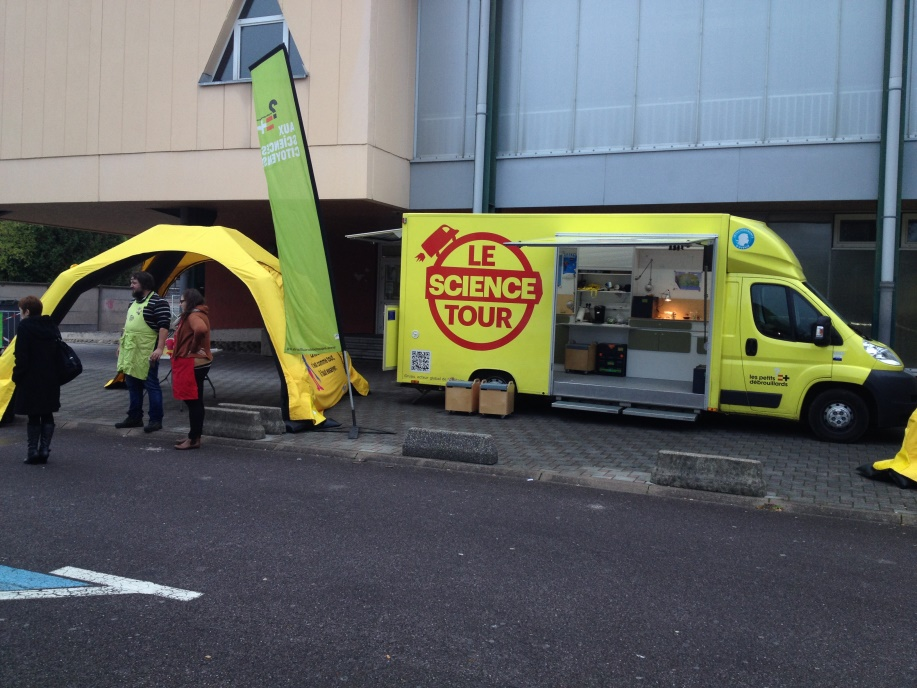 AUX
SCIENCES
CITOYENS
LE
SCIENCE
TOUR
les petits
débrouillards